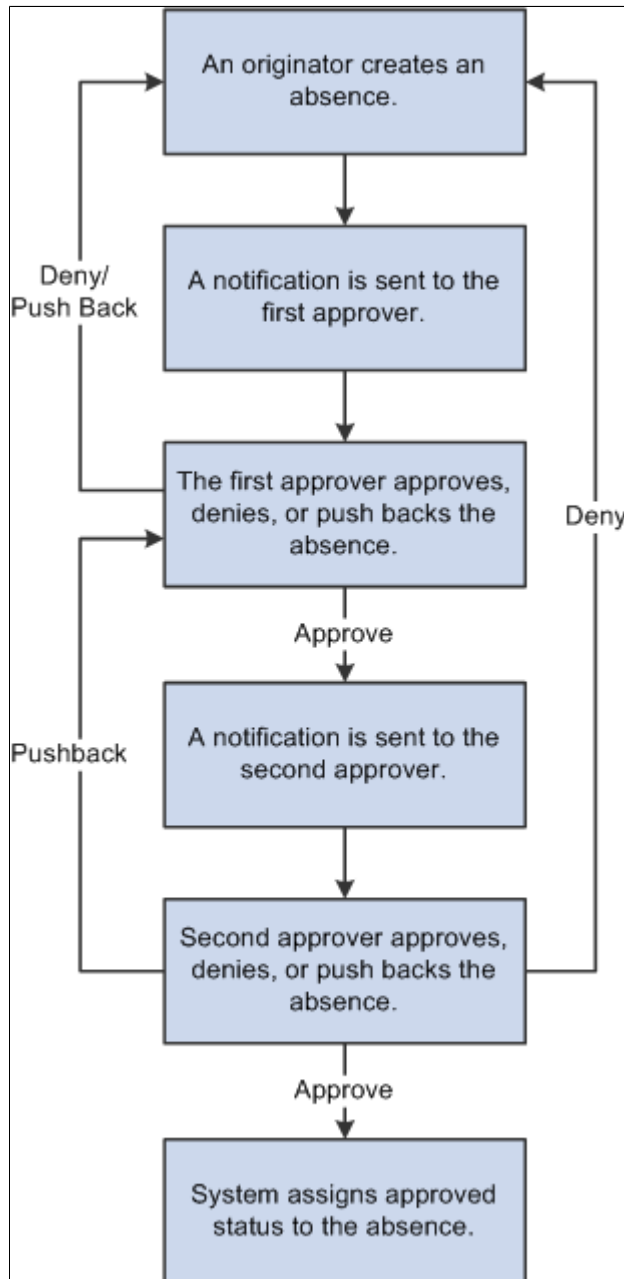 An originator creates an
absence.
Deny/
Push Back
A notification is sent to the
first approver.
The first approver approves,
denies, or push backs the
absence.
Deny
Approve
Pushback
A notification is sent to the
second approver.
Second approver approves,
denies, or push backs the
absence.
Approve
System assigns approved
status to the absence.